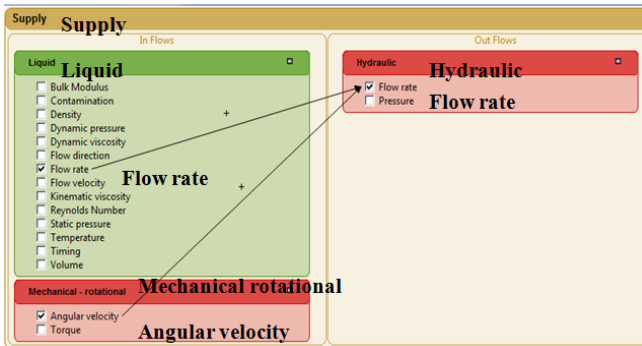 Supply
Supply
In Flows
Out Flows
Liquid
Liquid
Bulk Modulus
Contamination
Density
Dynamic pressure
Dynamic viscosity
Flow direction
Flow rate
Flow rate
Flow velocity
Kinematic viscosity
Reynolds Number
Static pressure
Temperature
Timing
Volume
Mechanical - rotational
Mechanical rotational
Angular velocity
Angular velocity
Torque
Hydraulic
Hydraulic
Flow rate
Flow rate
Pressure